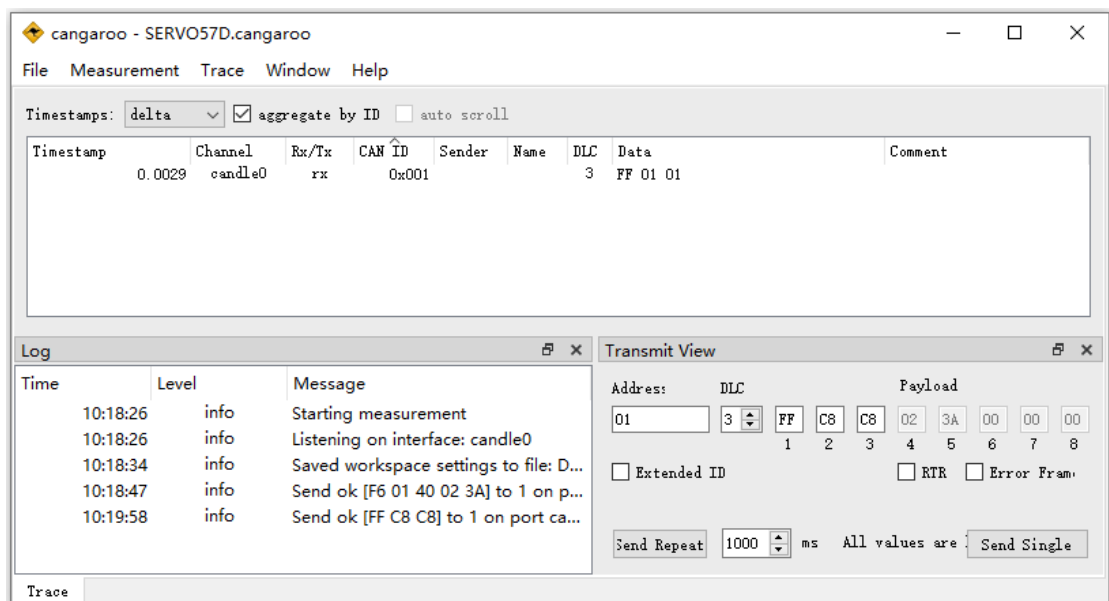 cangaroo - SERVO57D.cangaroo
File Measurement Trace Window Help
Timestamps: delta aggregate by ID auto scroll
Timestamp Channel Rx/Tx CAN ID Sender Name DLC Data Comment
0.0029 candle0 rx 0x001 3 FF 01 01
Log
Time Level Message
10:18:26 info Starting measurement
10:18:26 info Listening on interface: candle0
10:18:34 info Saved workspace settings to file: D...
10:18:47 info Send ok [F6 01 40 02 3A] to 1 on p...
10:19:58 info Send ok [FF C8 C8] to 1 on port ca...
Transmit View
Address DLC Payload
01 3 FF C8 C8 02 3A 00 00 00
1 2 3 4 5 6 7 8
Extended ID RTR Error Fram
Send Repeat 1000 ms All values are Send Single
Trace